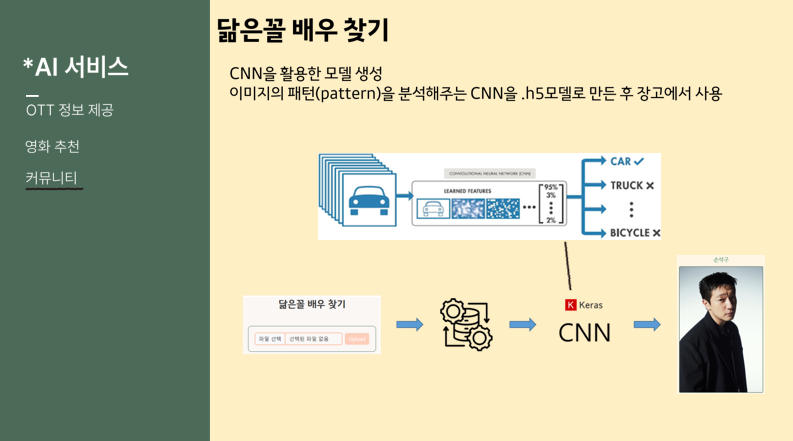 닮은꼴 배우 찾기
*AI 서비스
OTT 정보 제공
영화 추천
커뮤니티
CNN을 활용한 모델 생성
이미지의 패턴(pattern)을 분석해주는 CNN을 .h5모델로 만든 후 장고에서 사용
CONVOLUTIONAL NEURAL NETWORK (CNN)
LEARNED FEATURES
95%
3%
2%
CAR
TRUCK
BICYCLE
닮은꼴 배우 찾기
파일 선택 선택된 파일 없음 Upload
K Keras
CNN
손석구